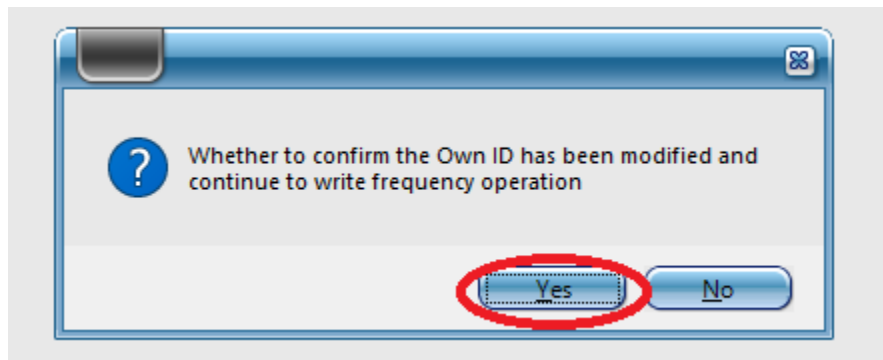 Whether to confirm the Own ID has been modified and
continue to write frequency operation
Yes No